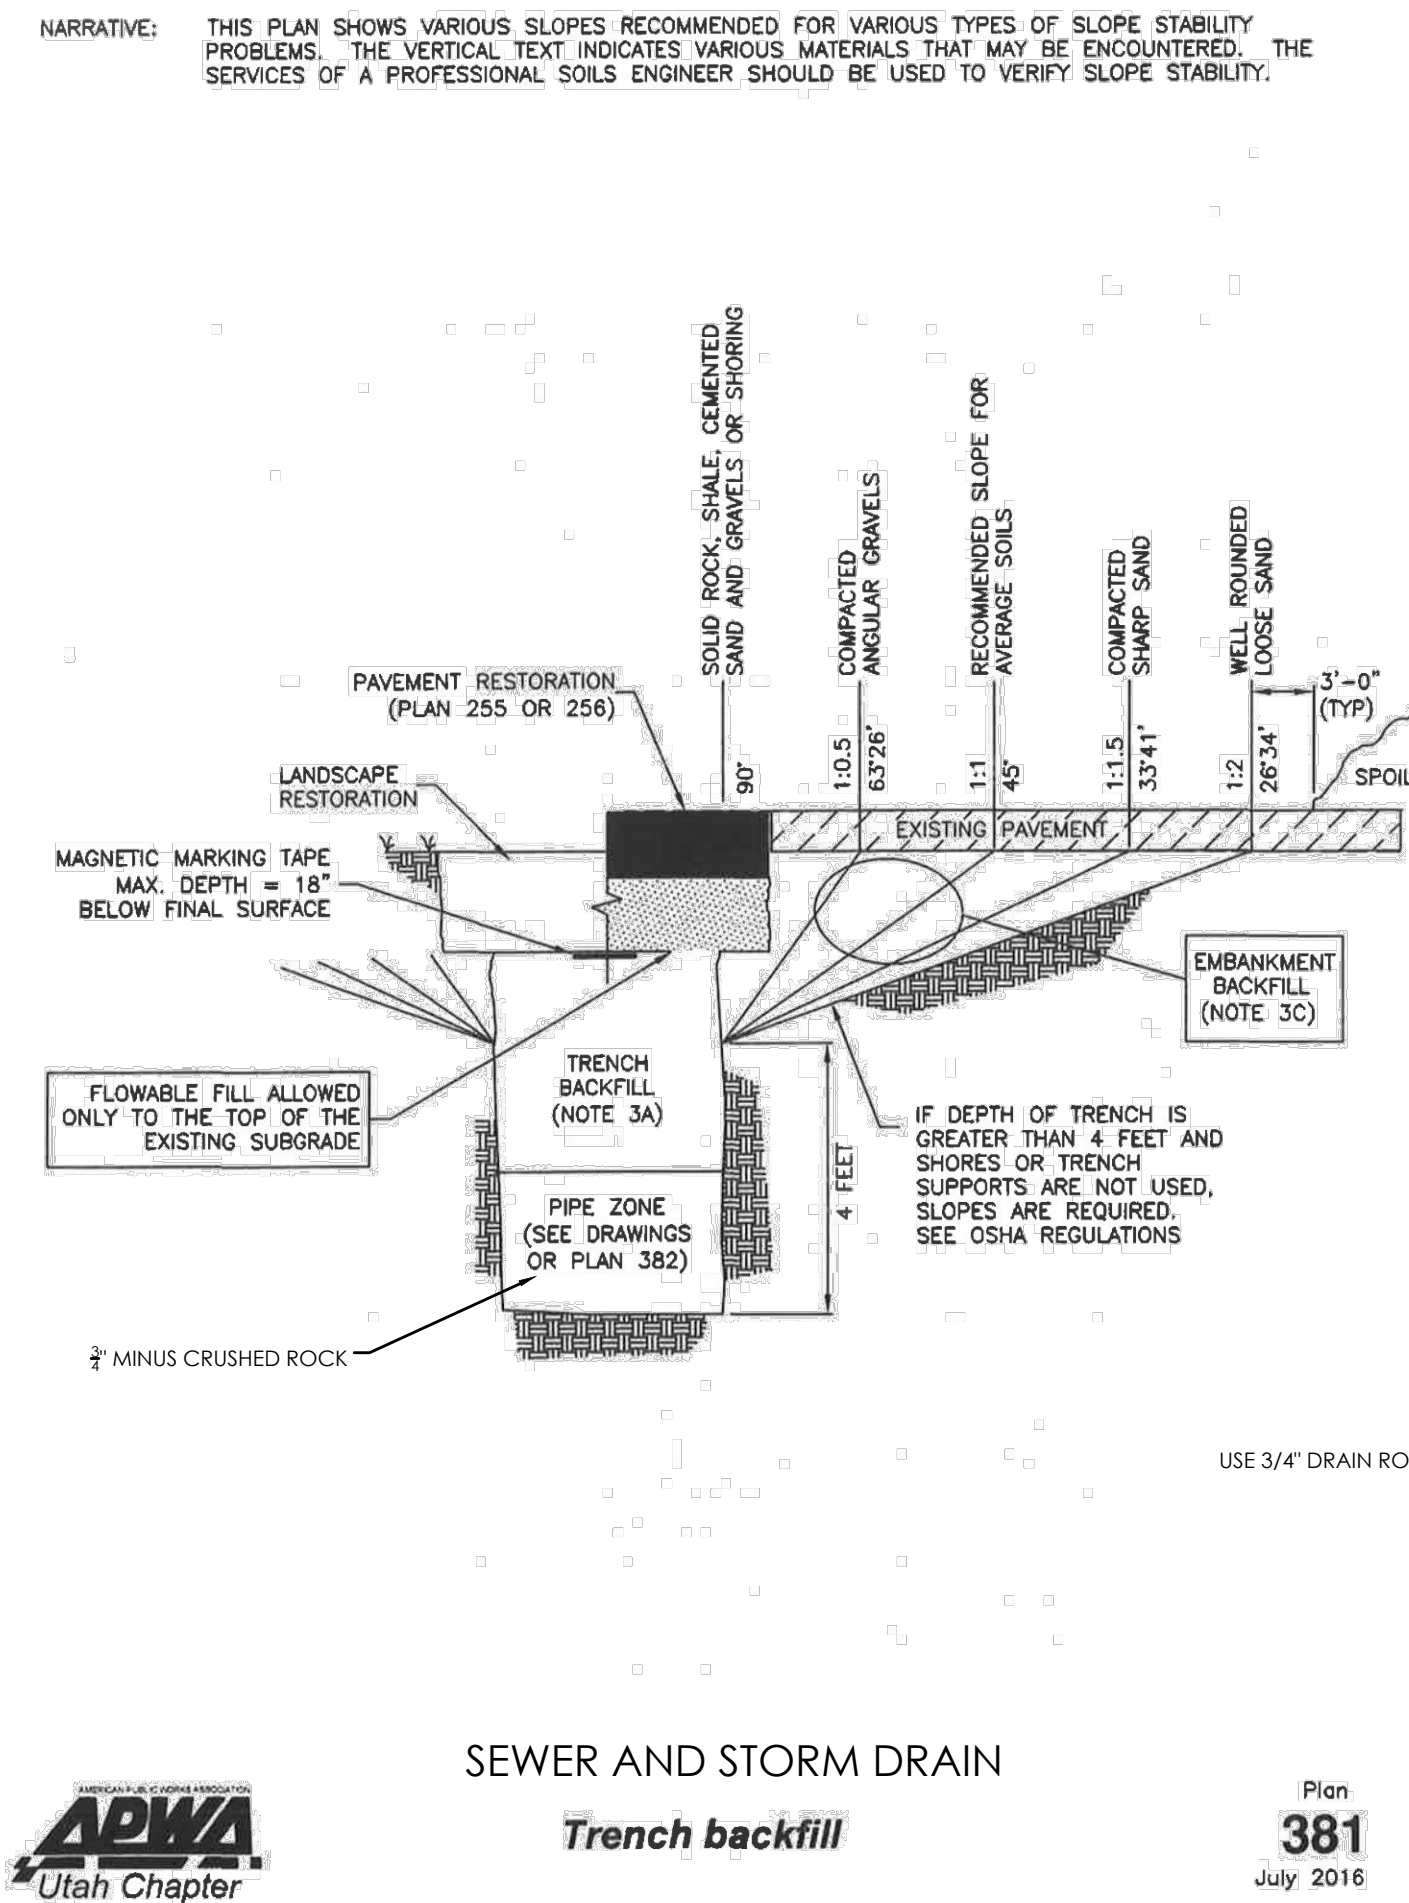 NARRATIVE: THIS PLAN SHOWS VARIOUS SLOPES RECOMMENDED FOR VARIOUS TYPES OF SLOPE STABILITY
PROBLEMS. THE VERTICAL TEXT INDICATES VARIOUS MATERIALS THAT MAY BE ENCOUNTERED. THE
SERVICES OF A PROFESSIONAL SOILS ENGINEER SHOULD BE USED TO VERIFY SLOPE STABILITY.
SOLID ROCK, SHALE, CEMENTED
SAND AND GRAVELS OR SHORING
90°
COMPACTED
ANGULAR GRAVELS
1:0.5
63°26'
RECOMMENDED SLOPE FOR
AVERAGE SOILS
1:1
45°
COMPACTED
SHARP SAND
1:1.5
33°41'
WELL ROUNDED
LOOSE SAND
1:2
26°34'
3'-0"
(TYP)
SPOIL
PAVEMENT RESTORATION
(PLAN 255 OR 256)
LANDSCAPE
RESTORATION
EXISTING PAVEMENT
MAGNETIC MARKING TAPE
MAX. DEPTH = 18"
BELOW FINAL SURFACE
EMBANKMENT
BACKFILL
(NOTE 3C)
TRENCH
BACKFILL
(NOTE 3A)
FLOWABLE FILL ALLOWED
ONLY TO THE TOP OF THE
EXISTING SUBGRADE
4 FEET
IF DEPTH OF TRENCH IS
GREATER THAN 4 FEET AND
SHORES OR TRENCH
SUPPORTS ARE NOT USED,
SLOPES ARE REQUIRED.
SEE OSHA REGULATIONS
PIPE ZONE
(SEE DRAWINGS
OR PLAN 382)
3/4" MINUS CRUSHED ROCK
USE 3/4" DRAIN RO
SEWER AND STORM DRAIN
AMERICAN PUBLIC WORKS ASSOCIATION
APWA
Utah Chapter
Trench backfill
Plan
381
July 2016